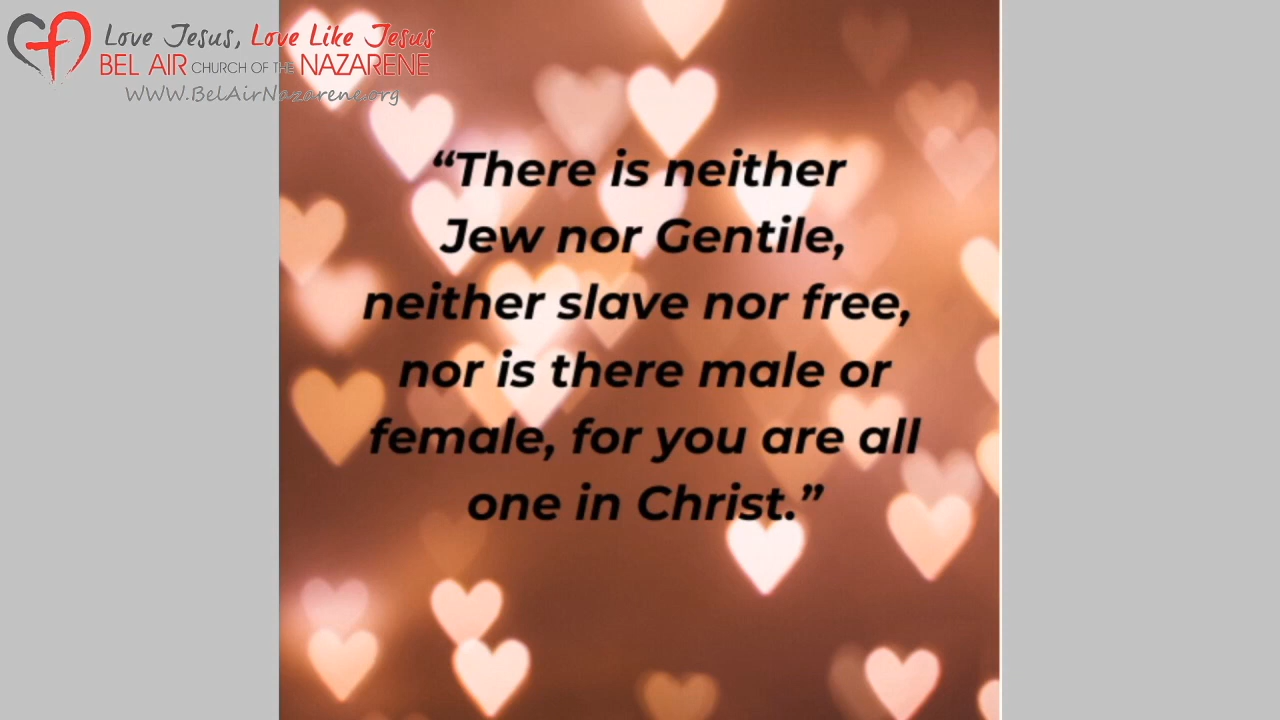 Love Jesus, Love Like Jesus
BEL AIR CHURCH OF THE NAZARENE
WWW.BelAirNazarene.org
“There is neither
Jew nor Gentile,
neither slave nor free,
nor is there male or
female, for you are all
one in Christ.”